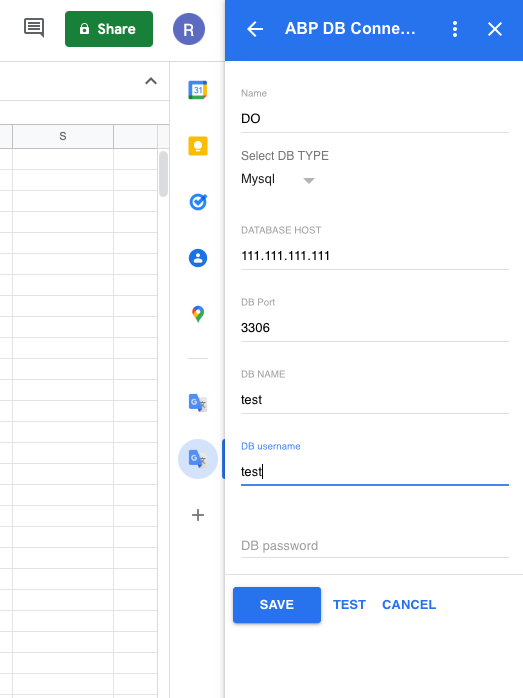 Share
R
ABP DB Conne...
31
S
Name
DO
Select DB TYPE
Mysql
DATABASE HOST
111.111.111.111
DB Port
3306
DB NAME
test
DB username
test
DB password
SAVE
TEST
CANCEL